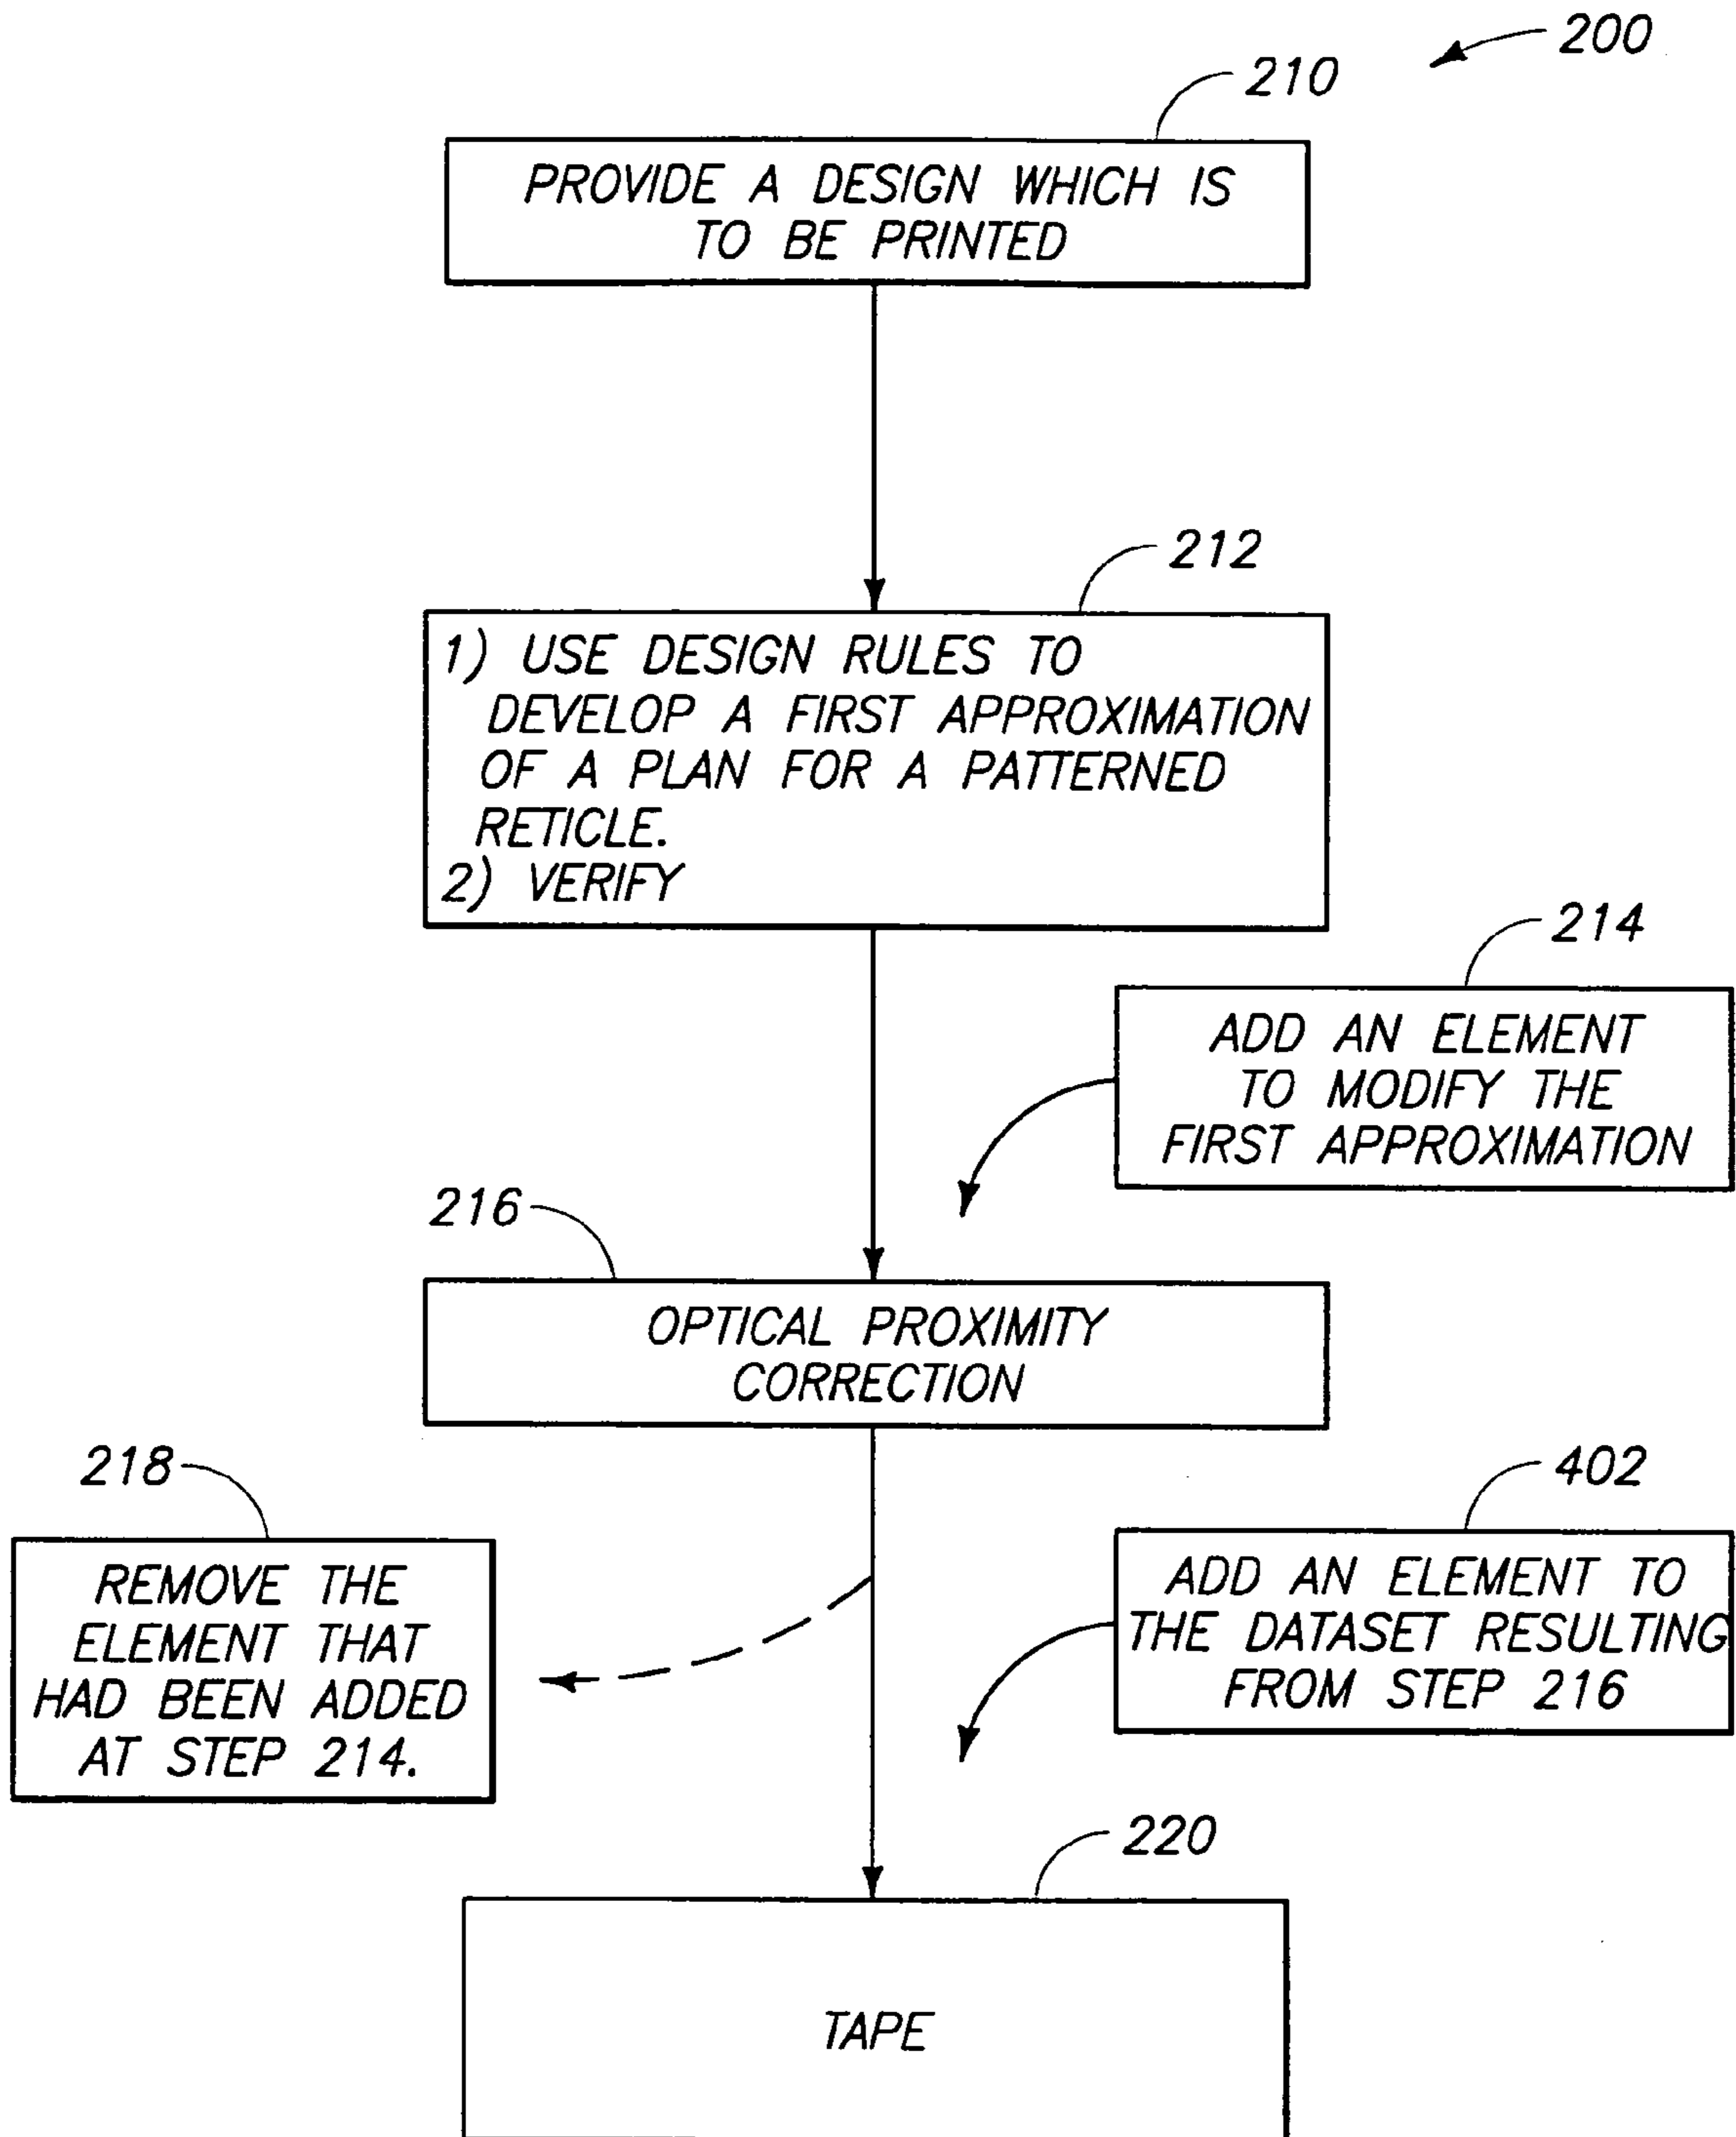 200
210
PROVIDE A DESIGN WHICH IS
TO BE PRINTED
212
1) USE DESIGN RULES TO
DEVELOP A FIRST APPROXIMATION
OF A PLAN FOR A PATTERNED
RETICLE.
2) VERIFY
214
ADD AN ELEMENT
TO MODIFY THE
FIRST APPROXIMATION
216
OPTICAL PROXIMITY
CORRECTION
218
REMOVE THE
ELEMENT THAT
HAD BEEN ADDED
AT STEP 214.
402
ADD AN ELEMENT TO
THE DATASET RESULTING
FROM STEP 216
220
TAPE